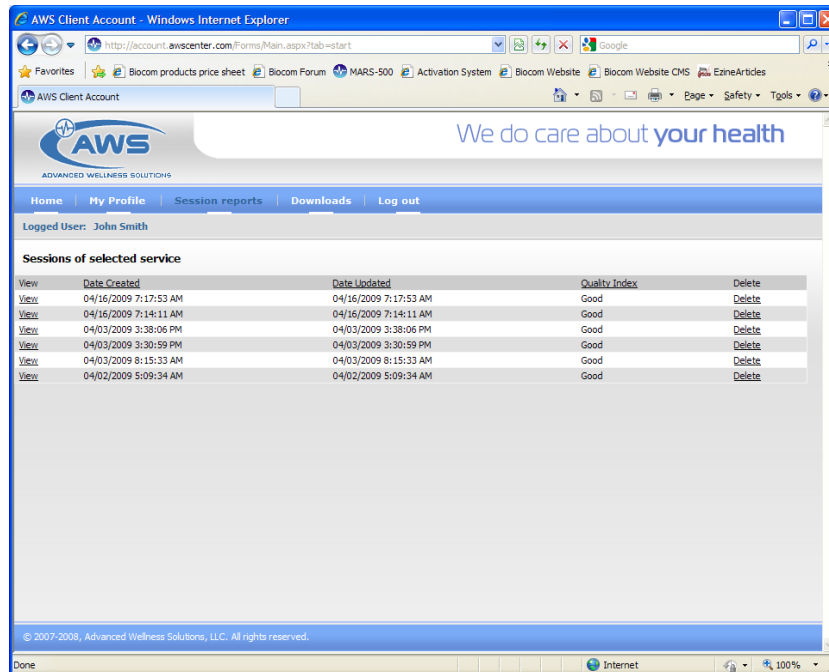 AWS Client Account - Windows Internet Explorer
http://account.awscenter.com/Forms/Main.aspx?tab=start
Google
Favorites Biocom products price sheet Biocom Forum MARS-500 Activation System Biocom Website Biocom Website CMS EzineArticles
AWS Client Account Page Safety Tools
AWS
ADVANCED WELLNESS SOLUTIONS
We do care about your health
Home My Profile Session reports Downloads Log out
Logged User: John Smith
Sessions of selected service
View Date Created Date Updated Quality Index Delete
View 04/16/2009 7:17:53 AM 04/16/2009 7:17:53 AM Good Delete
View 04/16/2009 7:14:11 AM 04/16/2009 7:14:11 AM Good Delete
View 04/03/2009 3:38:06 PM 04/03/2009 3:38:06 PM Good Delete
View 04/03/2009 3:30:59 PM 04/03/2009 3:30:59 PM Good Delete
View 04/03/2009 8:15:33 AM 04/03/2009 8:15:33 AM Good Delete
View 04/02/2009 5:09:34 AM 04/02/2009 5:09:34 AM Good Delete
© 2007-2008, Advanced Wellness Solutions, LLC. All rights reserved.
Done Internet 100%